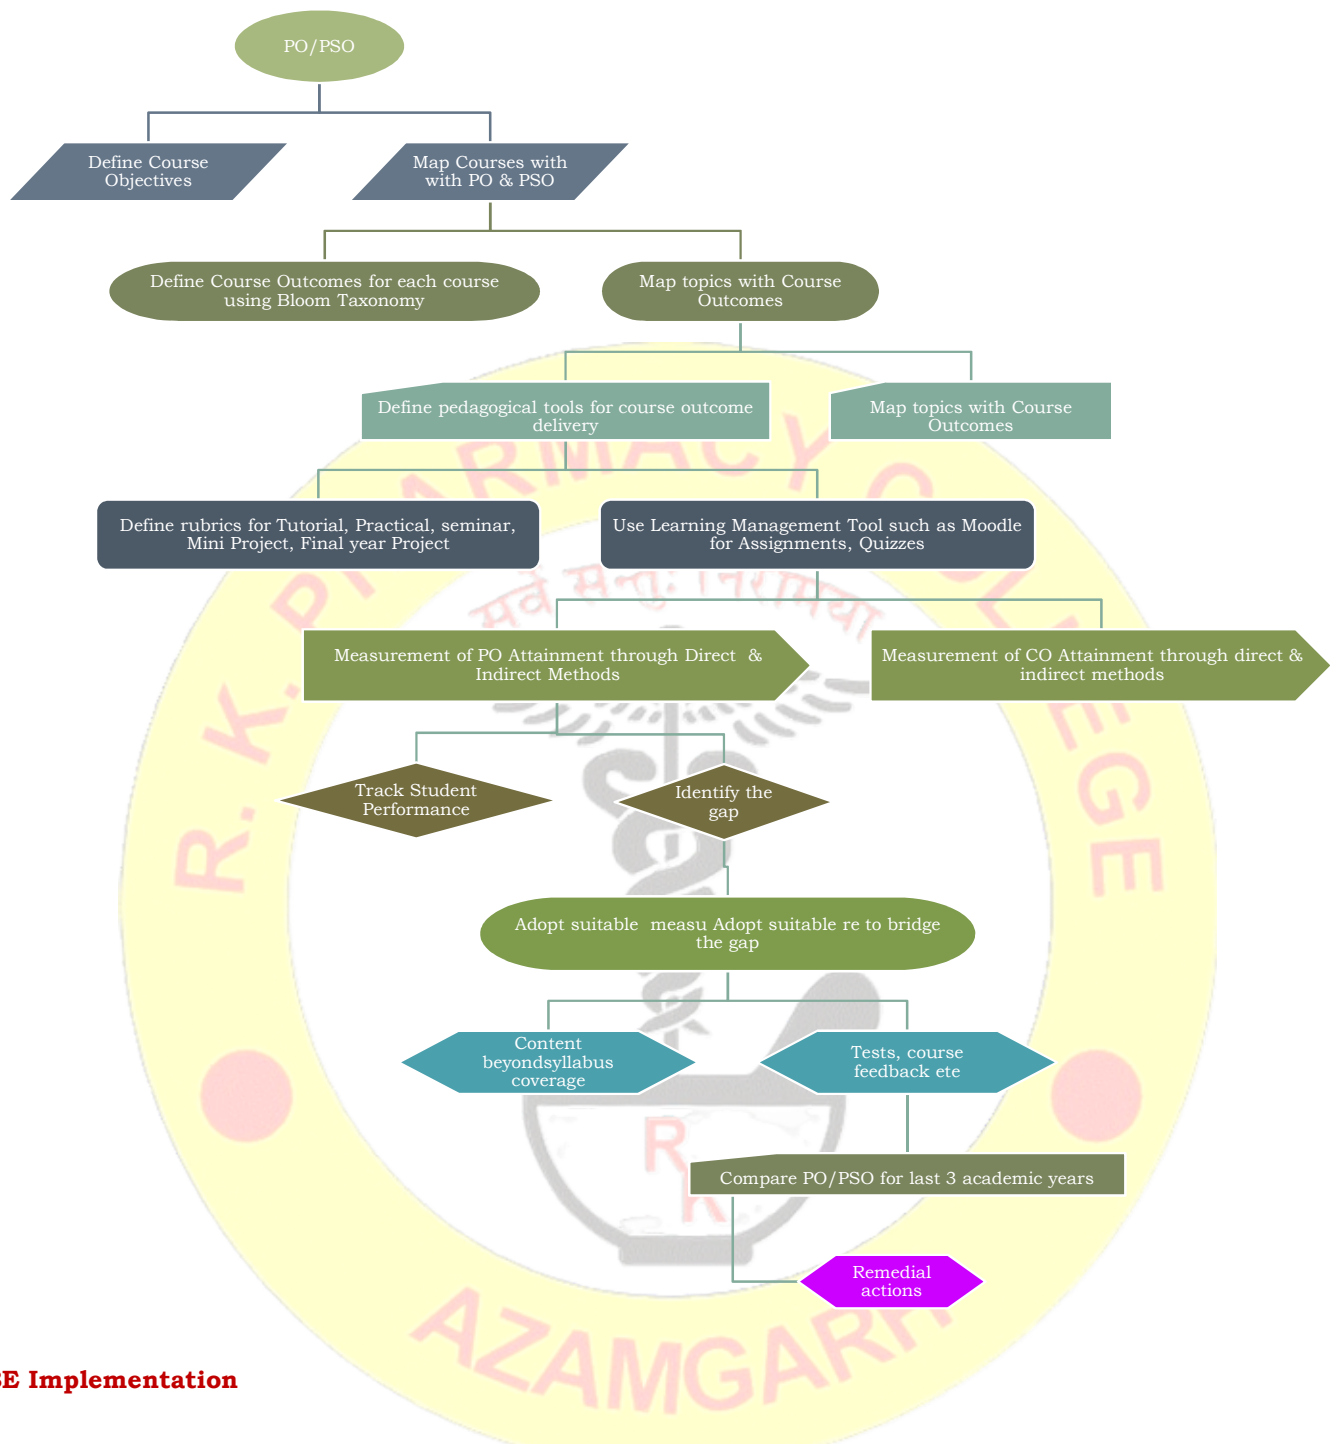 PO/PSO
Define Course
Objectives
Map Courses with
with PO & PSO
Define Course Outcomes for each course
using Bloom Taxonomy
Map topics with Course
Outcomes
Define pedagogical tools for course outcome
delivery
Map topics with Course
Outcomes
Define rubrics for Tutorial, Practical, seminar,
Mini Project, Final year Project
Use Learning Management Tool such as Moodle
for Assignments, Quizzes
Measurement of PO Attainment through Direct &
Indirect Methods
Measurement of CO Attainment through direct &
indirect methods
Track Student
Performance
Identify the
gap
Adopt suitable measu Adopt suitable re to bridge
the gap
Content
beyondsyllabus
coverage
Tests, course
feedback ete
Compare PO/PSO for last 3 academic years
Remedial
actions
Implementation
R. K. PHARMACY COLLEGE
R
K
AZAMGARH